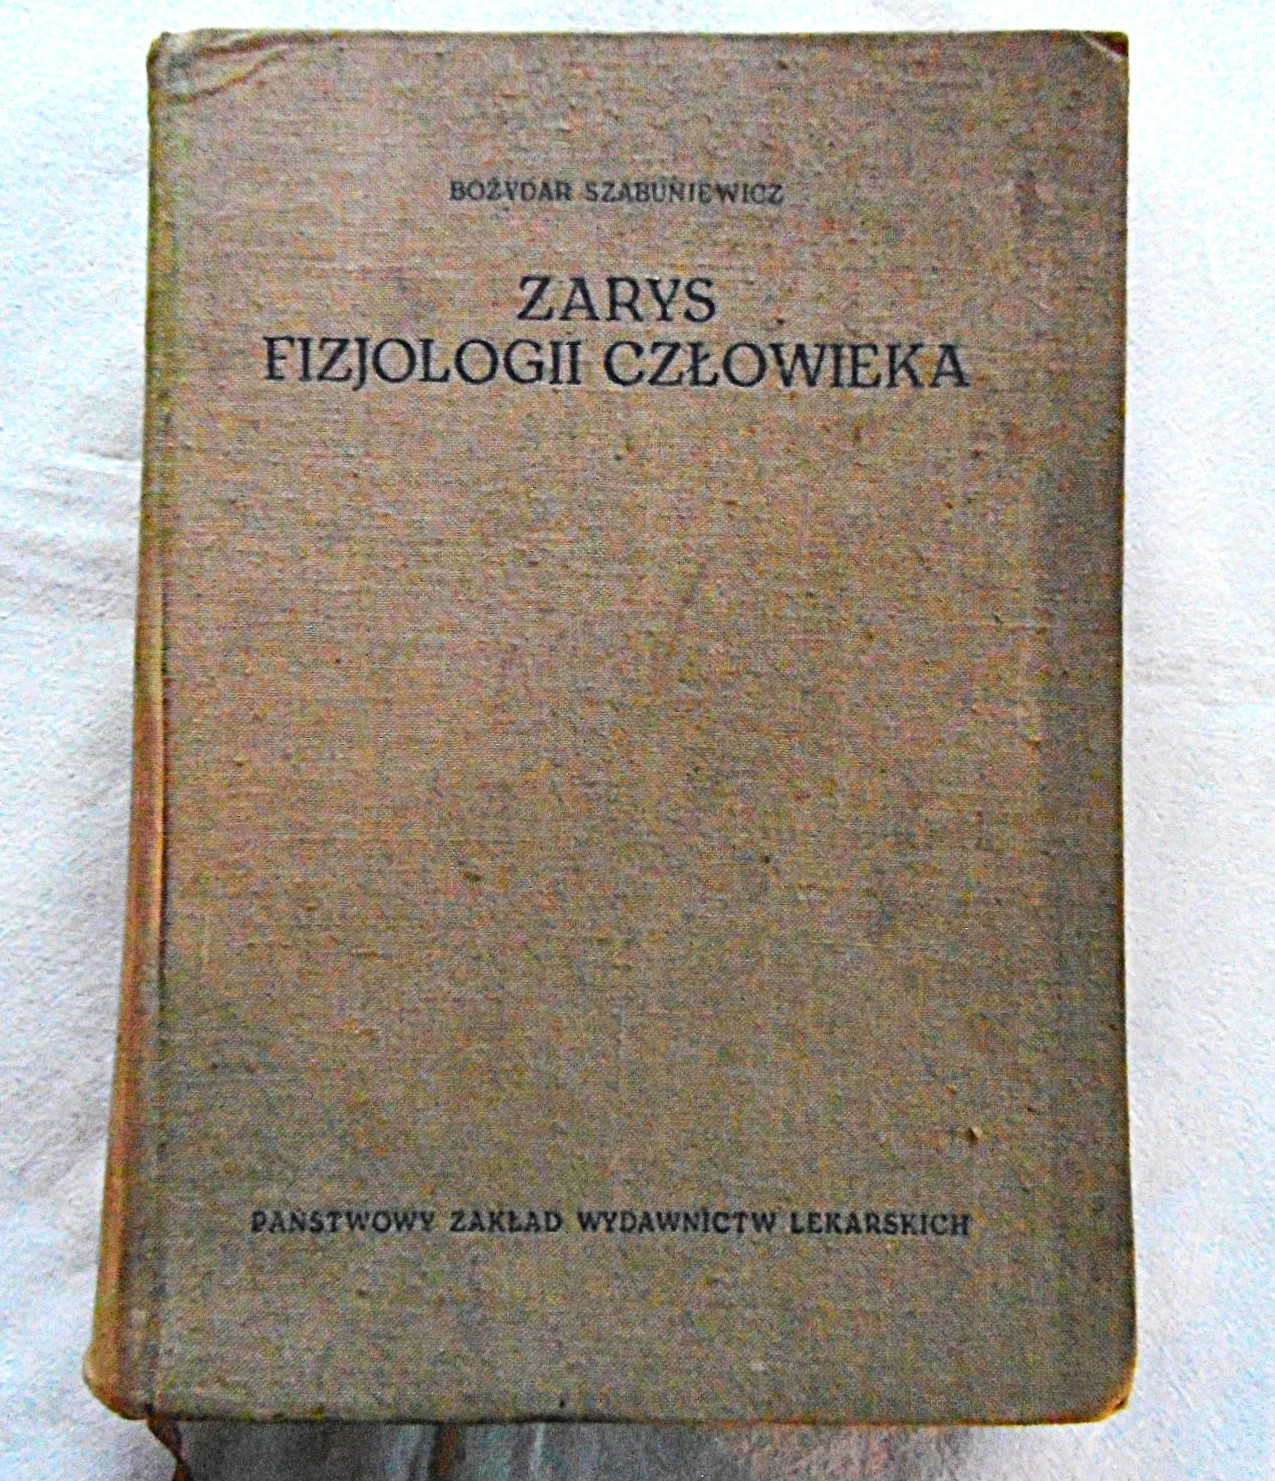 BOŻYDAR SZABUNIEWICZ
ZARYS
FIZJOLOGII CZŁOWIEKA
PAŃSTWOWY ZAKŁAD WYDAWNICTW LEKARSKICH